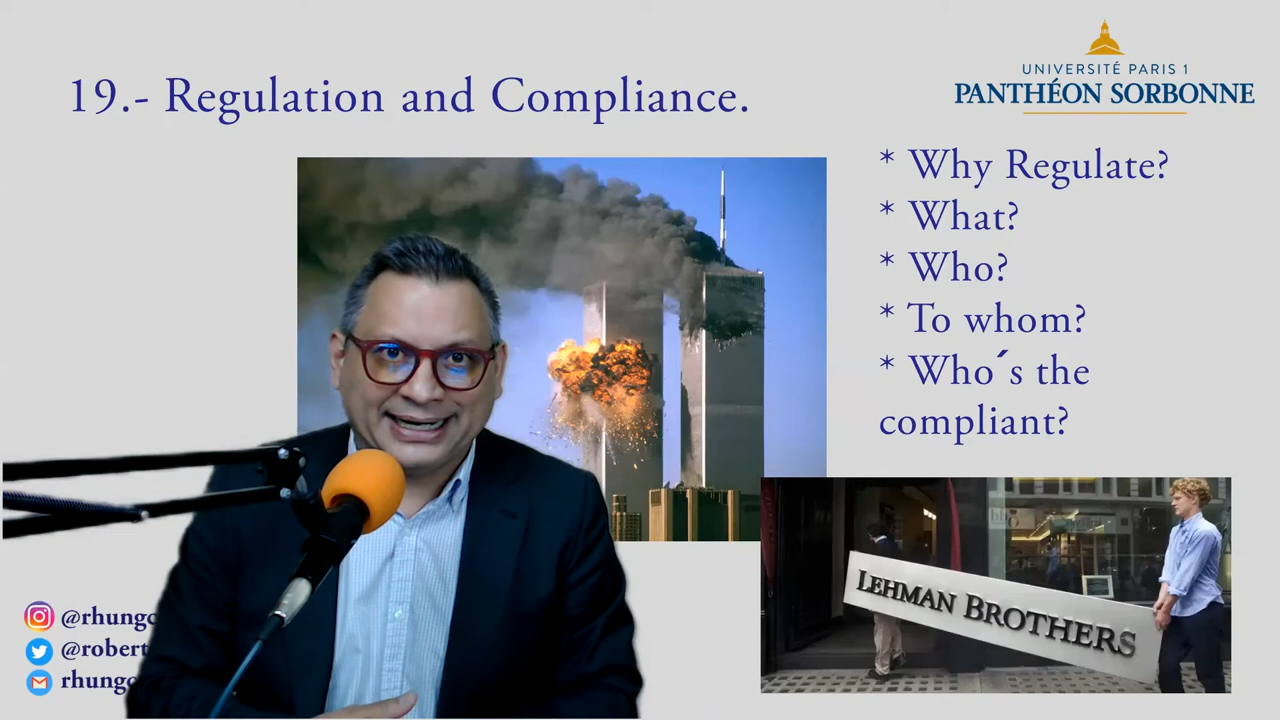 19.- Regulation and Compliance.
UNIVERSITÉ PARIS 1
PANTHÉON SORBONNE
* Why Regulate?
* What?
* Who?
* To whom?
* Who´s the
compliant?
LEHMAN BROTHERS